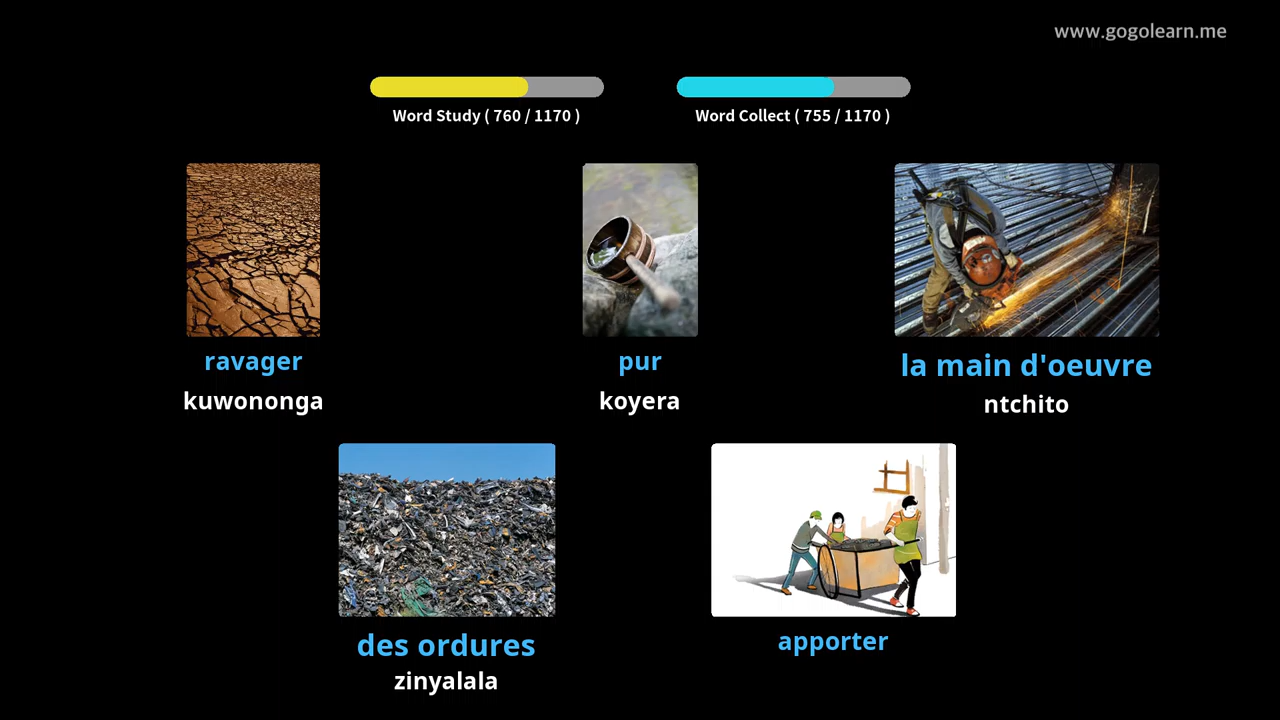 www.gogolearn.me
Word Study ( 760 / 1170 )
Word Collect ( 755 / 1170 )
ravager
kuwononga
pur
koyera
la main d'oeuvre
ntchito
des ordures
zinyalala
apporter